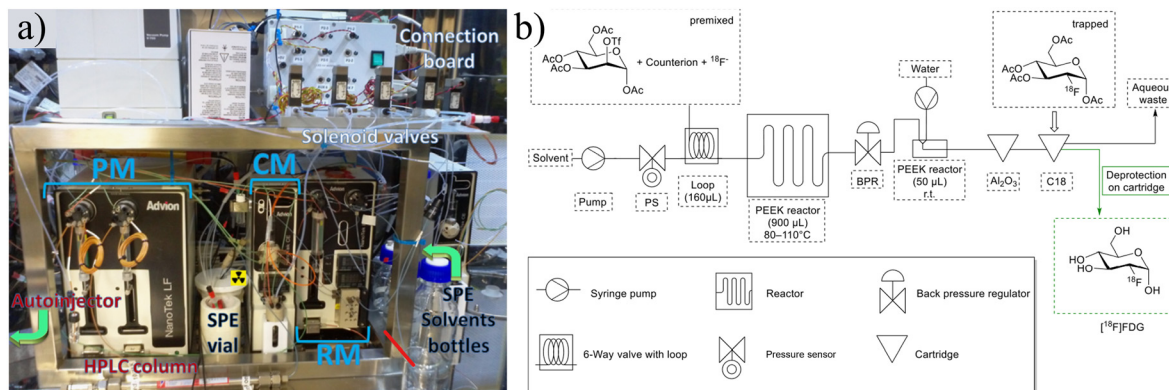 a)
Connection
board
Solenoid valves
PM
CM
Advion
Advion
NanoTek LF
Autoinjector
SPE
vial
SPE
Solvents
bottles
HPLC column
RM
b)
premixed
OAc
OTf
AcO
AcO
OAc
+ Counterion + ¹⁸F⁻
Solvent
Pump
PS
Loop
(160μL)
PEEK reactor
(900 μL)
80–110°C
BPR
Water
PEEK reactor
(50 μL)
r.t.
Al₂O₃
C18
trapped
OAc
AcO
AcO
¹⁸F
OAc
Aqueous
waste
Deprotection
on cartridge
OH
HO
HO
¹⁸F
OH
[¹⁸F]FDG
Syringe pump
Reactor
Back pressure regulator
6-Way valve with loop
Pressure sensor
Cartridge